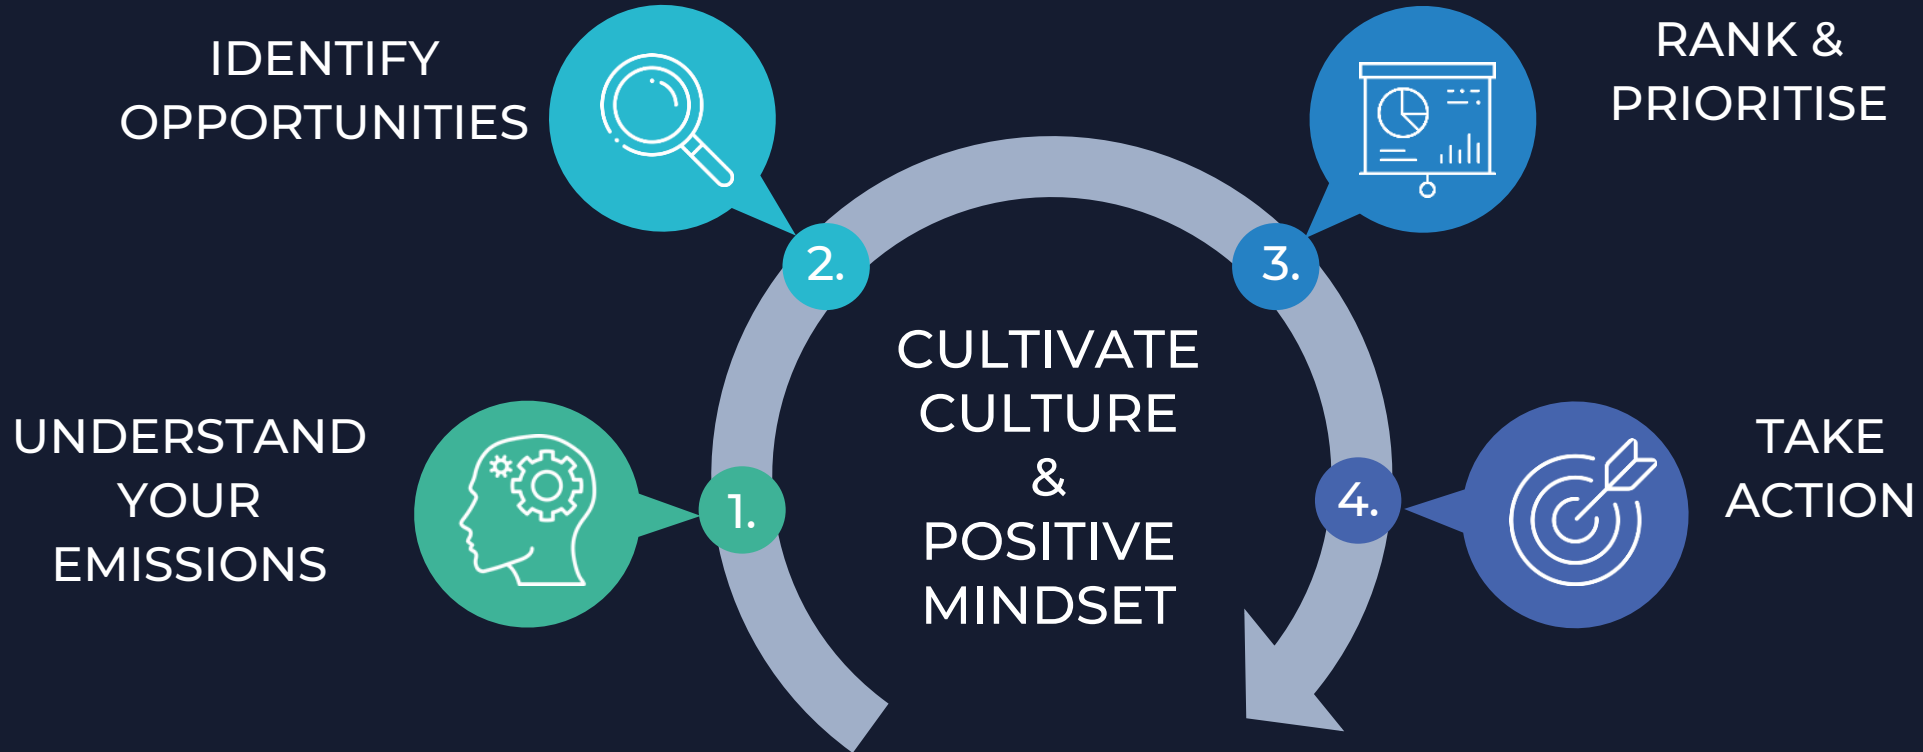 UNDERSTAND
YOUR
EMISSIONS
1.
IDENTIFY
OPPORTUNITIES
2.
RANK &
PRIORITISE
3.
TAKE
ACTION
4.
CULTIVATE
CULTURE
&
POSITIVE
MINDSET